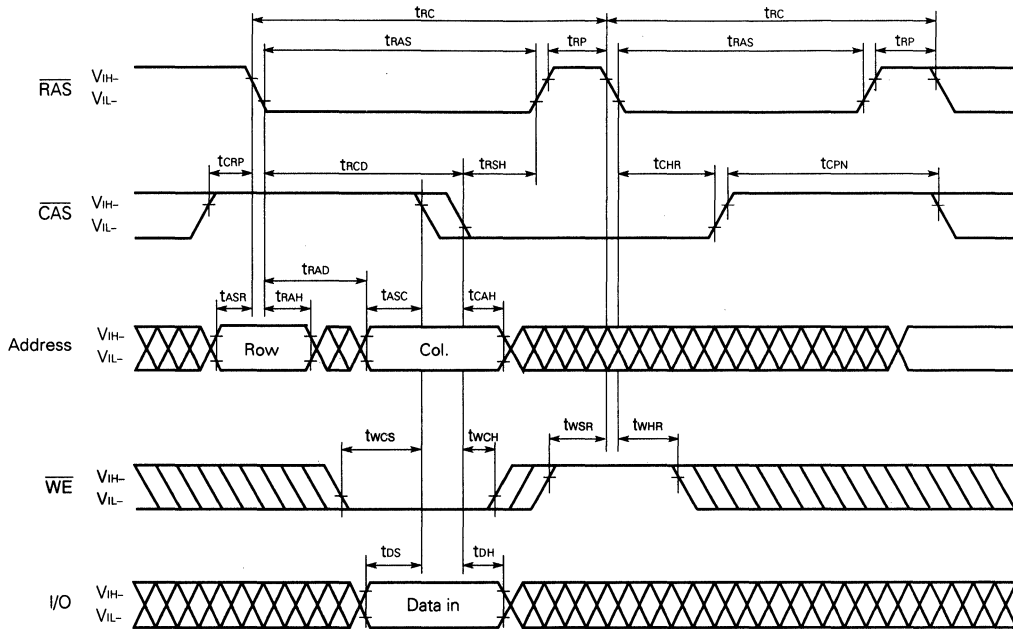 tRC tRC
tRAS tRP tRAS tRP
RAS VIH– VIL–
tCRP tRCD tRSH tCHR tCPN
CAS VIH– VIL–
tRAD
tASR tRAH tASC tCAH
Address VIH– VIL– Row Col.
tWCS tWCH tWSR tWHR
WE VIH– VIL–
tDS tDH
I/O VIH– VIL– Data in